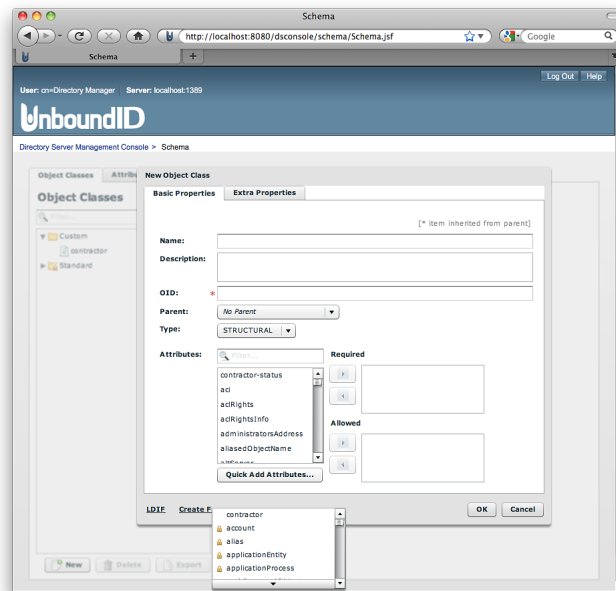 Schema
http://localhost:8080/dsconsole/schema/Schema.jsf
Google
Schema
+
Log Out Help
User: cn=Directory Manager Server: localhost:1389
UnboundID
Directory Server Management Console > Schema
Object Classes
New Object Class
Object Classes
Basic Properties Extra Properties
Filter...
[* item inherited from parent]
Custom
contractor
Standard
Name:
Description:
OID: *
Parent: No Parent
Type: STRUCTURAL
Attributes: Filter... Required
contractor-status
aci
aclRights
aclRightsInfo
Allowed
administratorsAddress
aliasedObjectName
Quick Add Attributes...
LDIF Create
OK Cancel
contractor
account
alias
applicationEntity
applicationProcess
New Delete Export